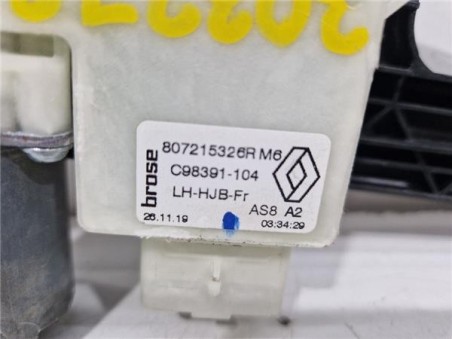 brose
807215326R M6
C98391-104
LH-HJB-Fr
AS8 A2
26.11.19 03:34:29